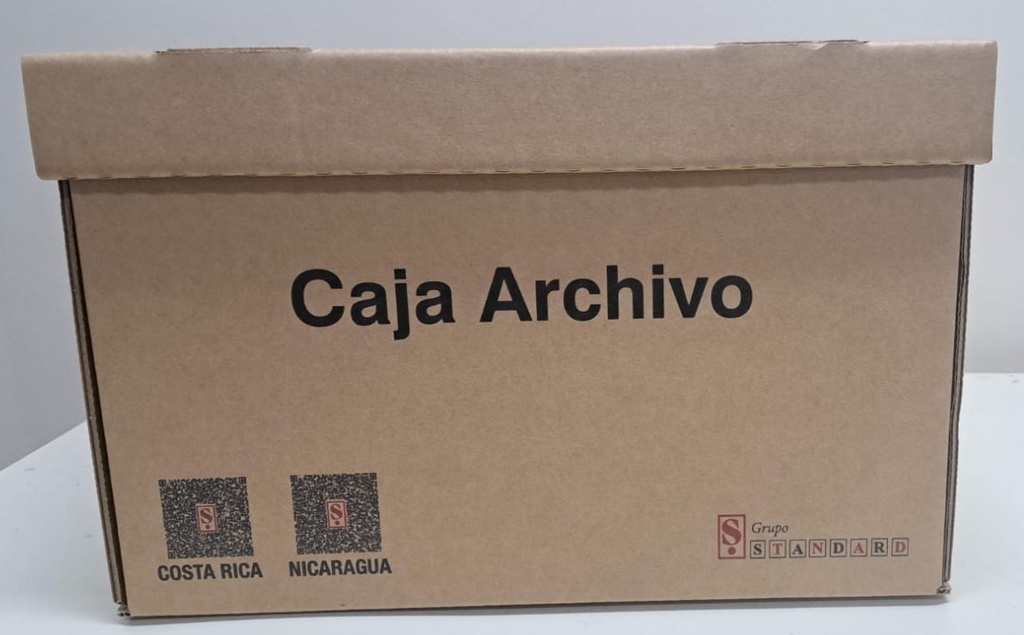 Caja Archivo
COSTA RICA
NICARAGUA
S
Grupo
STANDARD